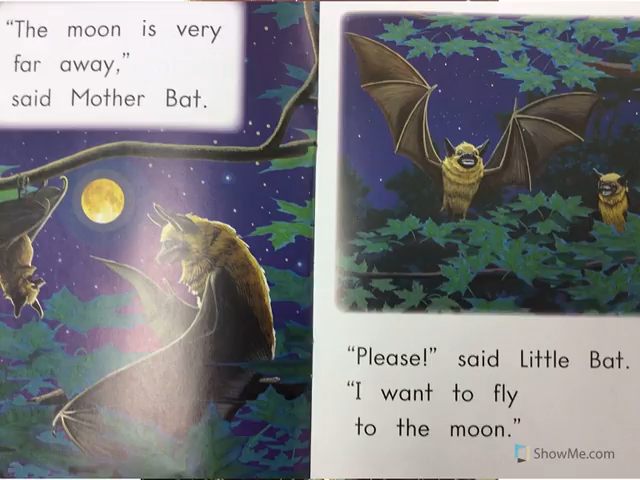 “The moon is very
far away,”
said Mother Bat.
“Please!” said Little Bat.
“I want to fly
to the moon.”
ShowMe.com